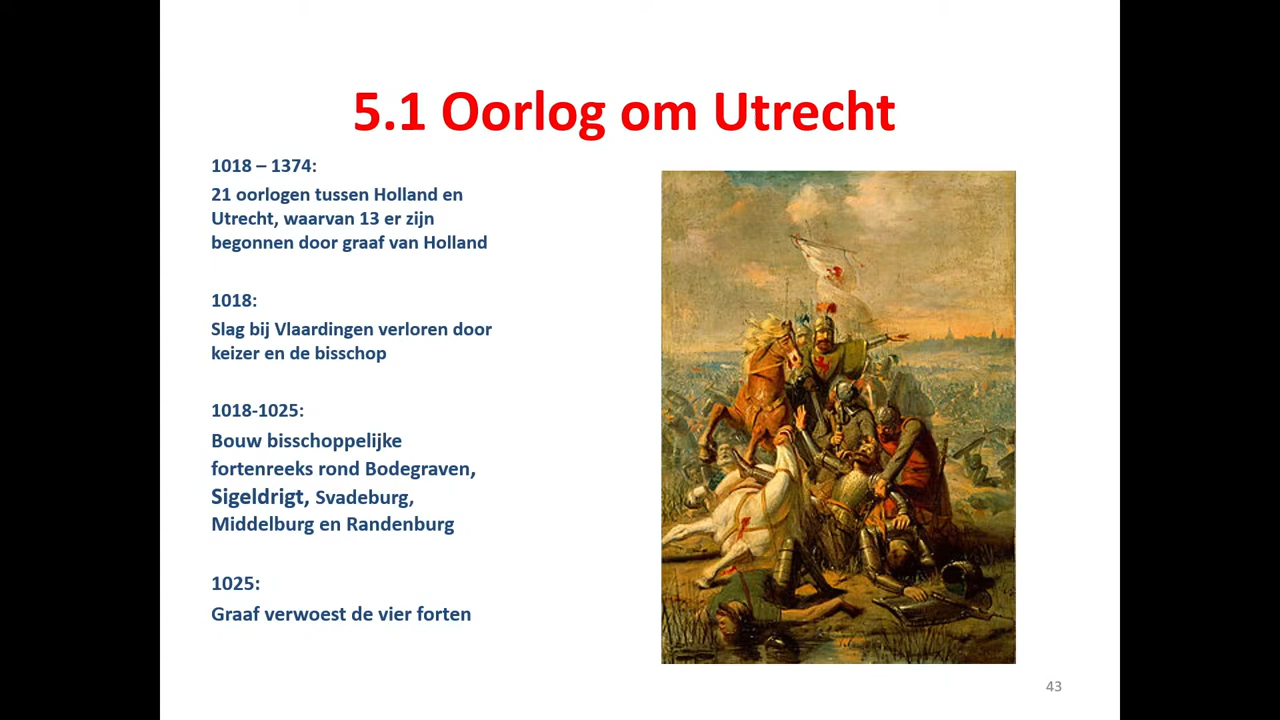 5.1 Oorlog om Utrecht
1018 – 1374:
21 oorlogen tussen Holland en
Utrecht, waarvan 13 er zijn
begonnen door graaf van Holland
1018:
Slag bij Vlaardingen verloren door
keizer en de bisschop
1018-1025:
Bouw bisschoppelijke
fortenreeks rond Bodegraven,
Sigeldrigt, Svadeburg,
Middelburg en Randenburg
1025:
Graaf verwoest de vier forten
43